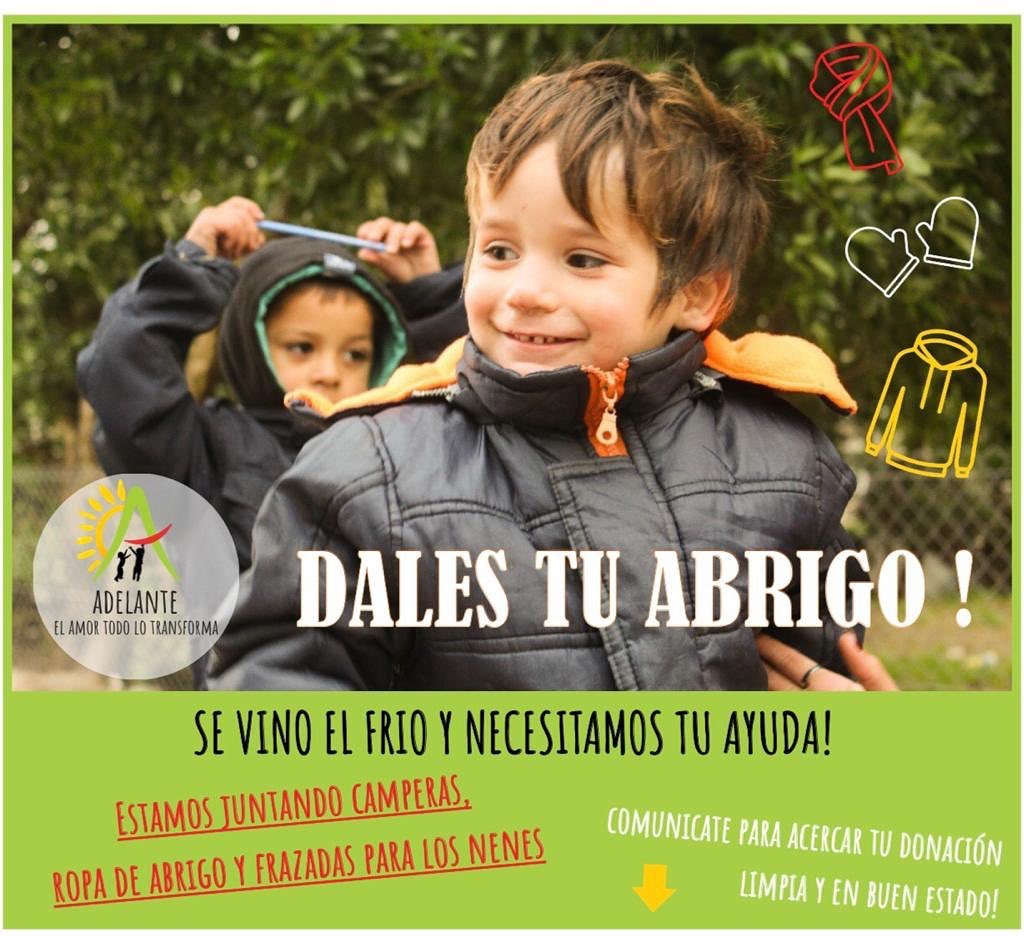 ADELANTE
EL AMOR TODO LO TRANSFORMA
DALES TU ABRIGO !
SE VINO EL FRIO Y NECESITAMOS TU AYUDA!
ESTAMOS JUNTANDO CAMPERAS,
ROPA DE ABRIGO Y FRAZADAS PARA LOS NENES
COMUNICATE PARA ACERCAR TU DONACIÓN
LIMPIA Y EN BUEN ESTADO!